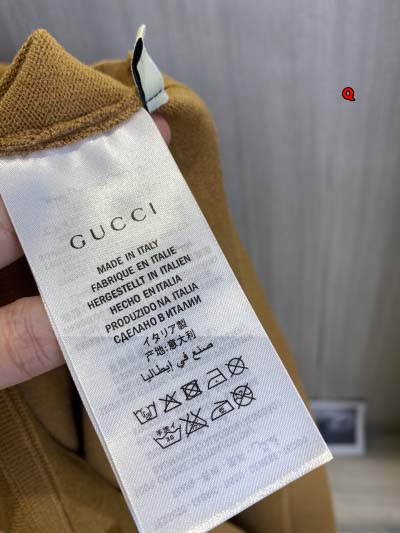 Q
GUCCI
MADE IN ITALY
FABRIQUE EN ITALIE
HERGESTELLT IN ITALIEN
HECHO EN ITALIA
PRODUZIDO NA ITALIA
СДЕЛАНО В ИТАЛИИ
イタリア製
产地:意大利
صنع في إيطاليا